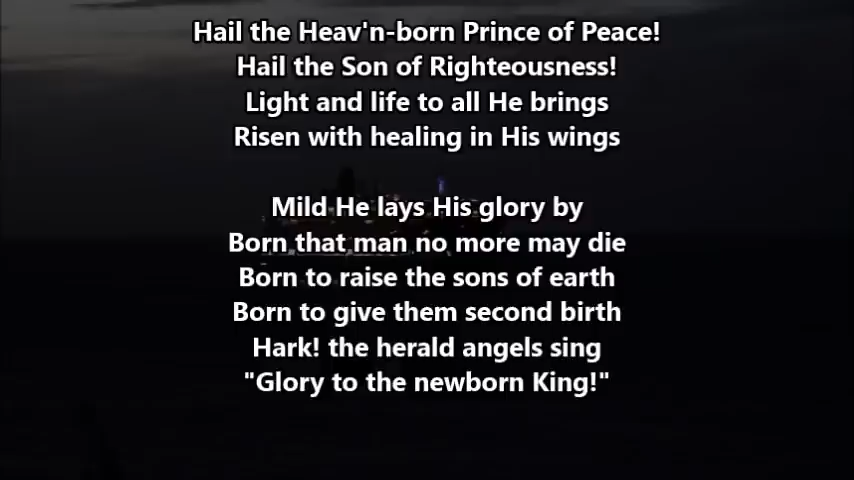 Hail the Heav'n-born Prince of Peace!
Hail the Son of Righteousness!
Light and life to all He brings
Risen with healing in His wings
Mild He lays His glory by
Born that man no more may die
Born to raise the sons of earth
Born to give them second birth
Hark! the herald angels sing
"Glory to the newborn King!"